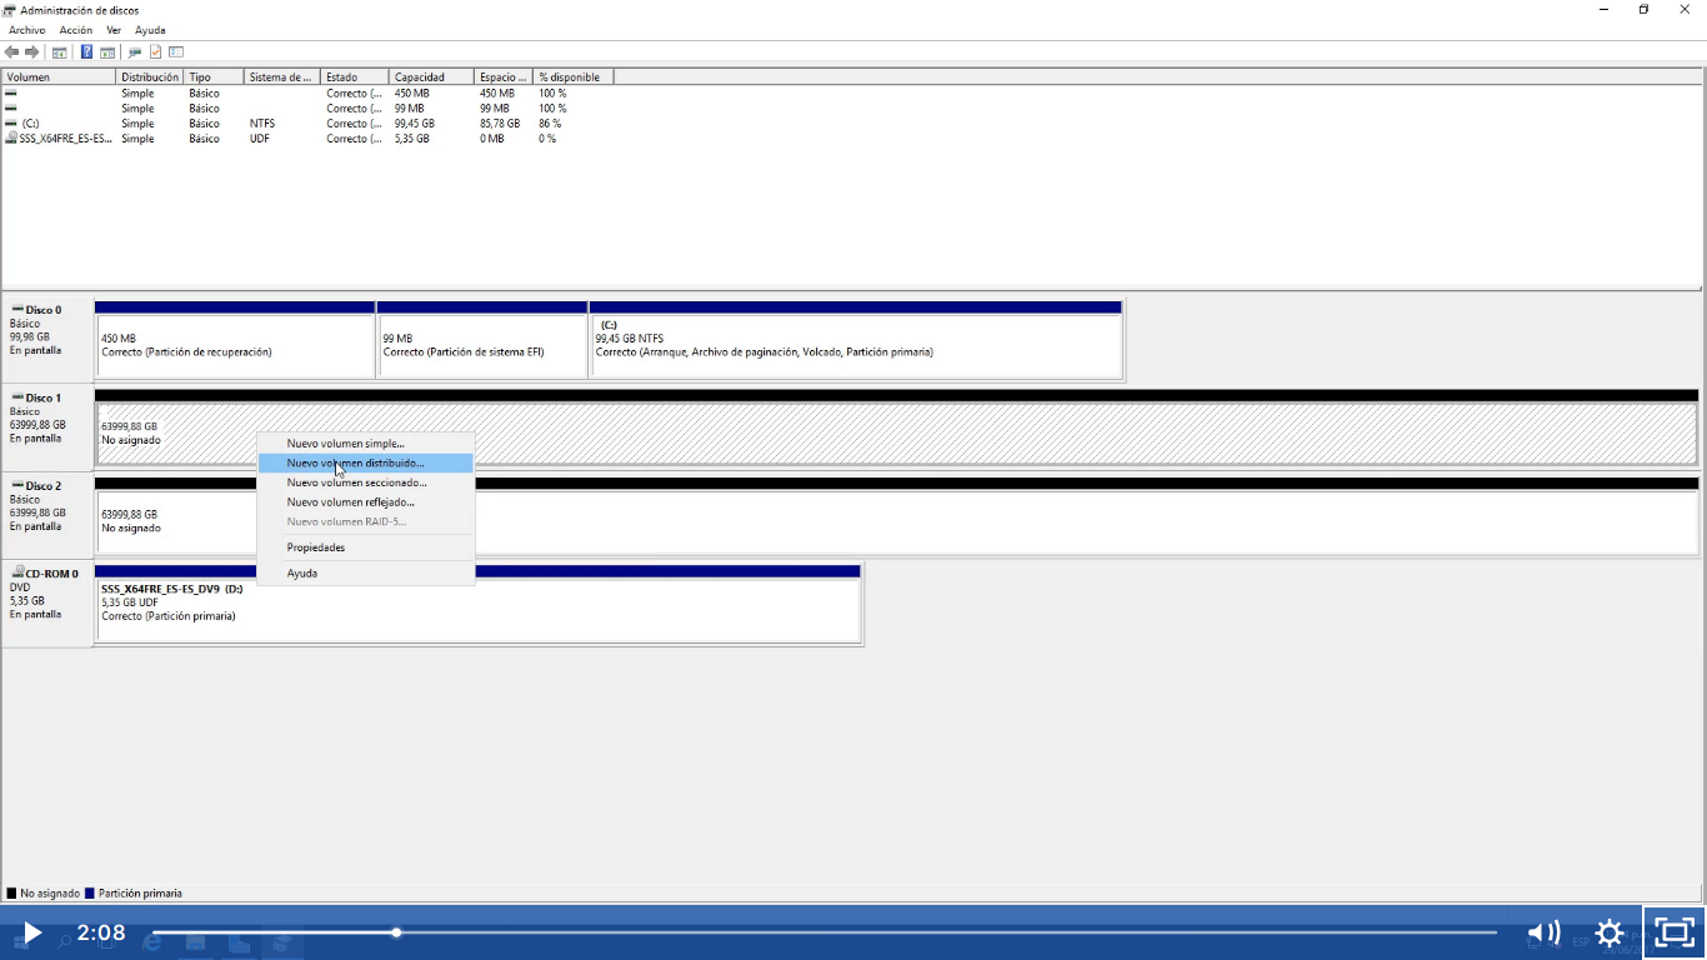 Administración de discos
Archivo Acción Ver Ayuda
Volumen Distribución Tipo Sistema de ... Estado Capacidad Espacio ... % disponible
Simple Básico Correcto (... 450 MB 450 MB 100 %
Simple Básico Correcto (... 99 MB 99 MB 100 %
(C:) Simple Básico NTFS Correcto (... 99,45 GB 85,78 GB 86 %
SSS_X64FRE_ES-ES... Simple Básico UDF Correcto (... 5,35 GB 0 MB 0 %
Disco 0
Básico
99,98 GB
En pantalla
450 MB
Correcto (Partición de recuperación)
99 MB
Correcto (Partición de sistema EFI)
(C:)
99,45 GB NTFS
Correcto (Arranque, Archivo de paginación, Volcado, Partición primaria)
Disco 1
Básico
63999,88 GB
En pantalla
63999,88 GB
No asignado
Nuevo volumen simple...
Nuevo volumen distribuido...
Nuevo volumen seccionado...
Nuevo volumen reflejado...
Nuevo volumen RAID-5...
Propiedades
Ayuda
Disco 2
Básico
63999,88 GB
En pantalla
63999,88 GB
No asignado
CD-ROM 0
DVD
5,35 GB
En pantalla
SSS_X64FRE_ES-ES_DV9 (D:)
5,35 GB UDF
Correcto (Partición primaria)
No asignado Partición primaria
2:08
ESP